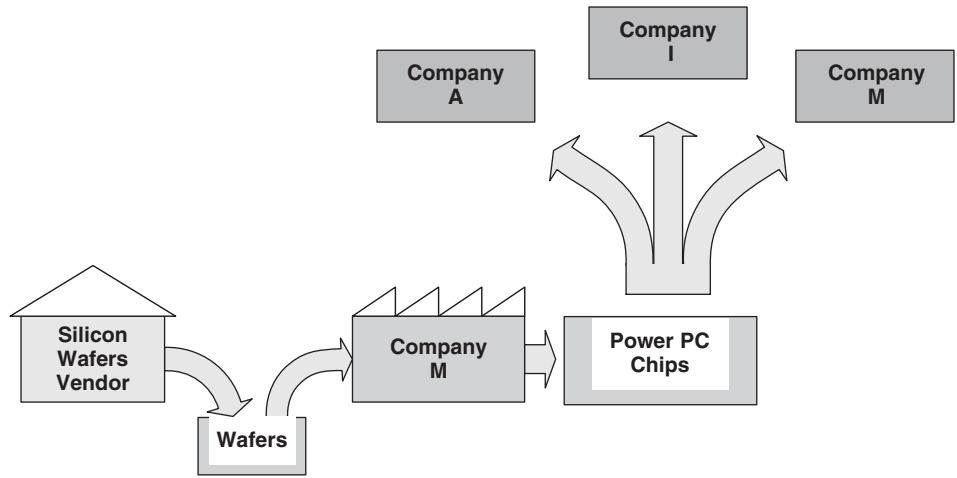 Company
I
Company
A
Company
M
Silicon
Wafers
Vendor
Company
M
Power PC
Chips
Wafers